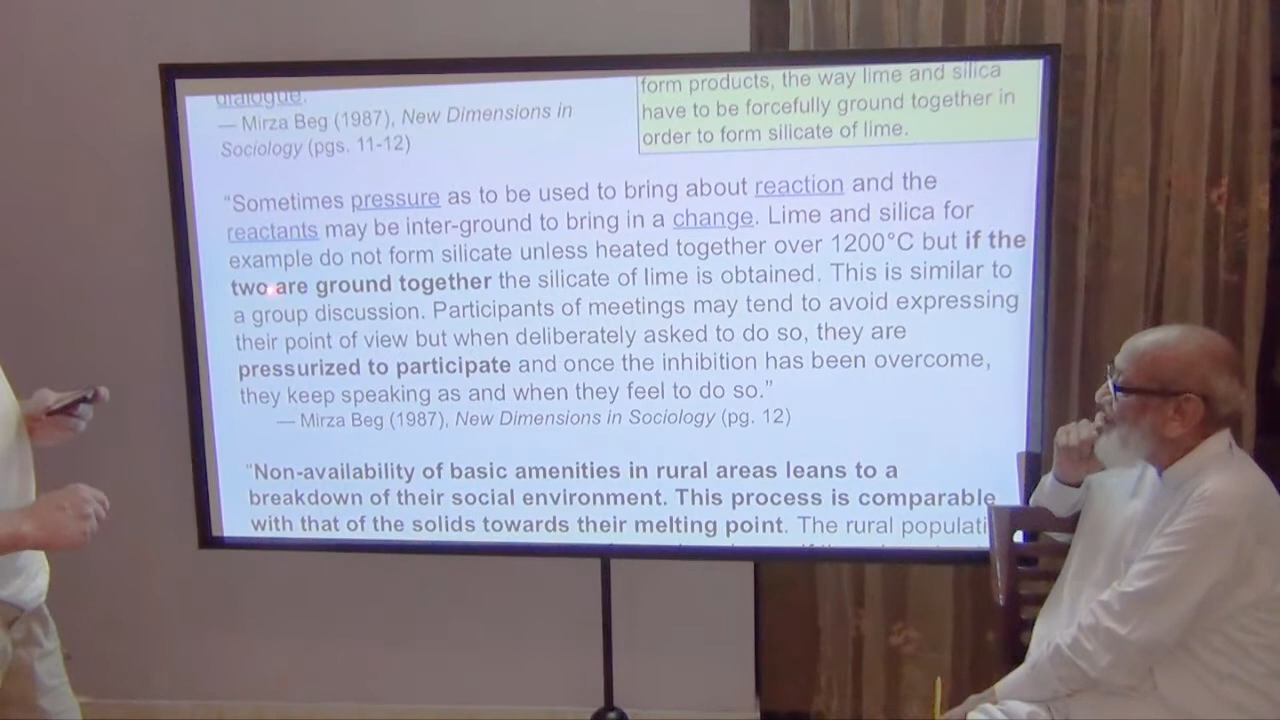 dialogue.
— Mirza Beg (1987), New Dimensions in
Sociology (pgs. 11-12)
form products, the way lime and silica
have to be forcefully ground together in
order to form silicate of lime.
“Sometimes pressure as to be used to bring about reaction and the
reactants may be inter-ground to bring in a change. Lime and silica for
example do not form silicate unless heated together over 1200°C but if the
two are ground together the silicate of lime is obtained. This is similar to
a group discussion. Participants of meetings may tend to avoid expressing
their point of view but when deliberately asked to do so, they are
pressurized to participate and once the inhibition has been overcome,
they keep speaking as and when they feel to do so.”
— Mirza Beg (1987), New Dimensions in Sociology (pg. 12)
“Non-availability of basic amenities in rural areas leans to a
breakdown of their social environment. This process is comparable
with that of the solids towards their melting point. The rural populati